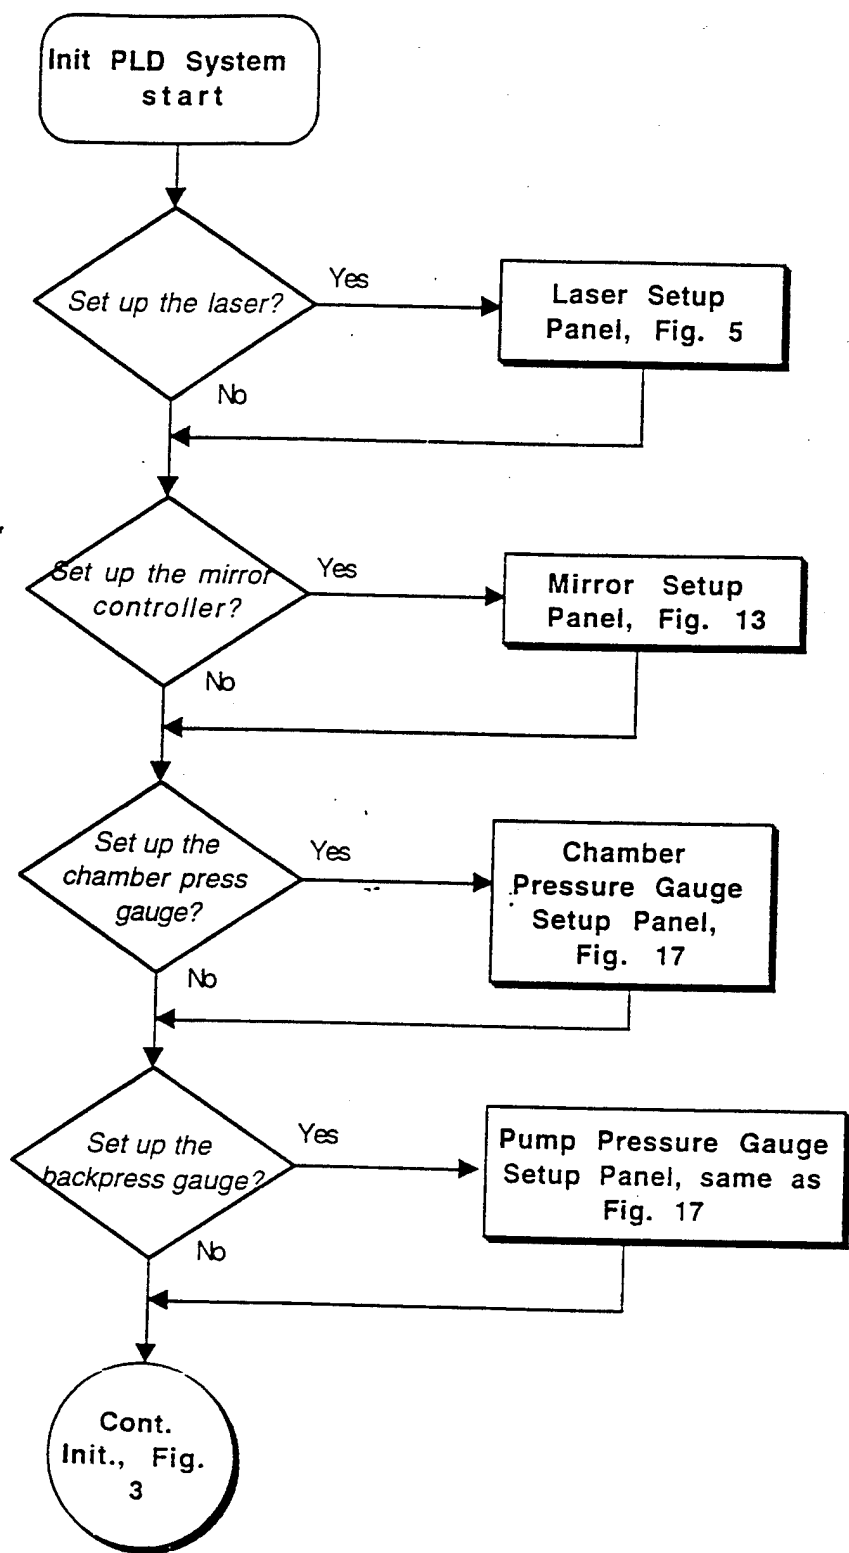 Init PLD System
start
Set up the laser?
Yes
Laser Setup
Panel, Fig. 5
No
Set up the mirror
controller?
Yes
Mirror Setup
Panel, Fig. 13
No
Set up the
chamber press
gauge?
Yes
Chamber
Pressure Gauge
Setup Panel,
Fig. 17
No
Set up the
backpress gauge?
Yes
Pump Pressure Gauge
Setup Panel, same as
Fig. 17
No
Cont.
Init., Fig.
3